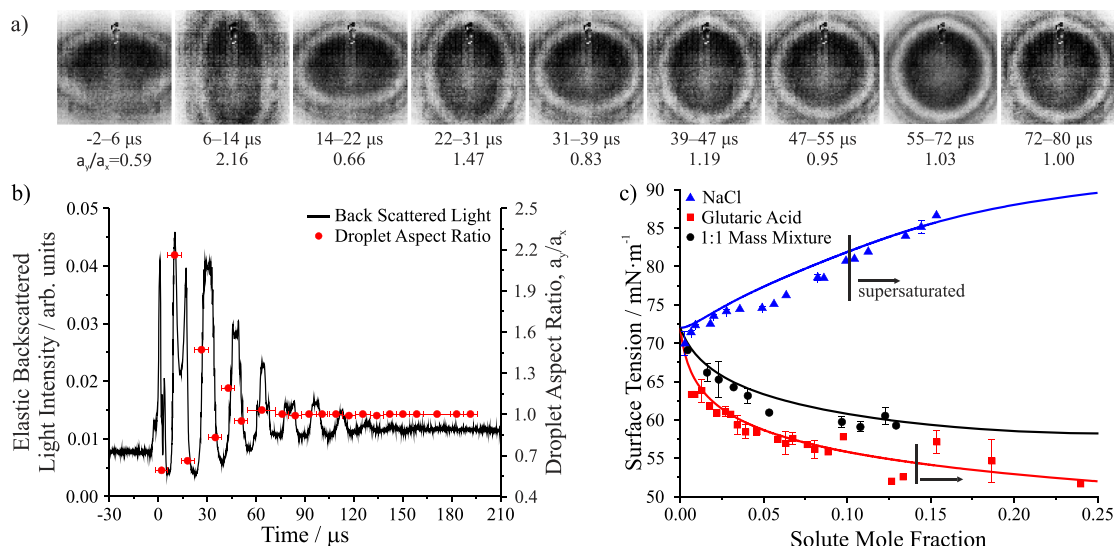 a)
-2–6 µs 6–14 µs 14–22 µs 22–31 µs 31–39 µs 39–47 µs 47–55 µs 55–72 µs 72–80 µs
a_y/a_x=0.59 2.16 0.66 1.47 0.83 1.19 0.95 1.03 1.00
b)
Elastic Backscattered
Light Intensity / arb. units
0.05
0.04
0.03
0.01
0.01
0.00
Back Scattered Light
Droplet Aspect Ratio
2.5
2.2
1.9
1.6
1.3
1.0
0.7
0.4
Droplet Aspect Ratio, a_y/a_x
-30 0 30 60 90 120 150 180 210
Time / µs
c)
Surface Tension / mN·m⁻¹
90
85
80
75
70
65
60
55
50
NaCl
Glutaric Acid
1:1 Mass Mixture
supersaturated
0.00 0.05 0.10 0.15 0.20 0.25
Solute Mole Fraction